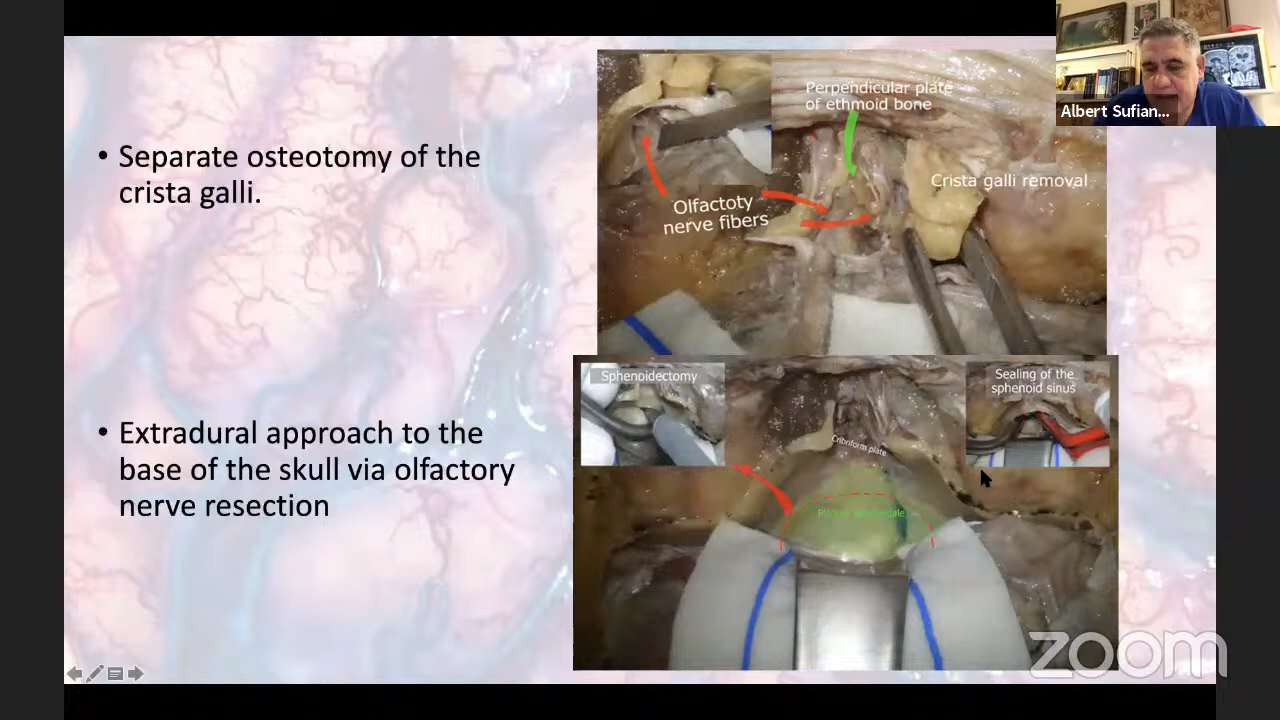 • Separate osteotomy of the
crista galli.
• Extradural approach to the
base of the skull via olfactory
nerve resection
Perpendicular plate
of ethmoid bone
Crista galli removal
Olfactoty
nerve fibers
Sphenoidectomy
Cribriform plate
Sealing of the
sphenoid sinus
Albert Sufian...
zoom